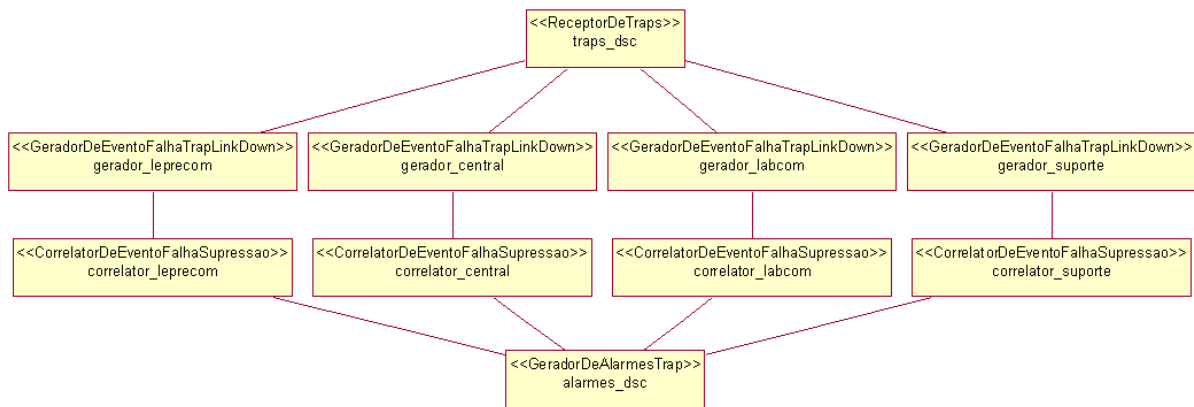 <<ReceptorDeTraps>>
traps_dsc
<<GeradorDeEventoFalhaTrapLinkDown>>
gerador_leprecom
<<GeradorDeEventoFalhaTrapLinkDown>>
gerador_central
<<GeradorDeEventoFalhaTrapLinkDown>>
gerador_labcom
<<GeradorDeEventoFalhaTrapLinkDown>>
gerador_suporte
<<CorrelatorDeEventoFalhaSupressao>>
correlator_leprecom
<<CorrelatorDeEventoFalhaSupressao>>
correlator_central
<<CorrelatorDeEventoFalhaSupressao>>
correlator_labcom
<<CorrelatorDeEventoFalhaSupressao>>
correlator_suporte
<<GeradorDeAlarmesTrap>>
alarmes_dsc